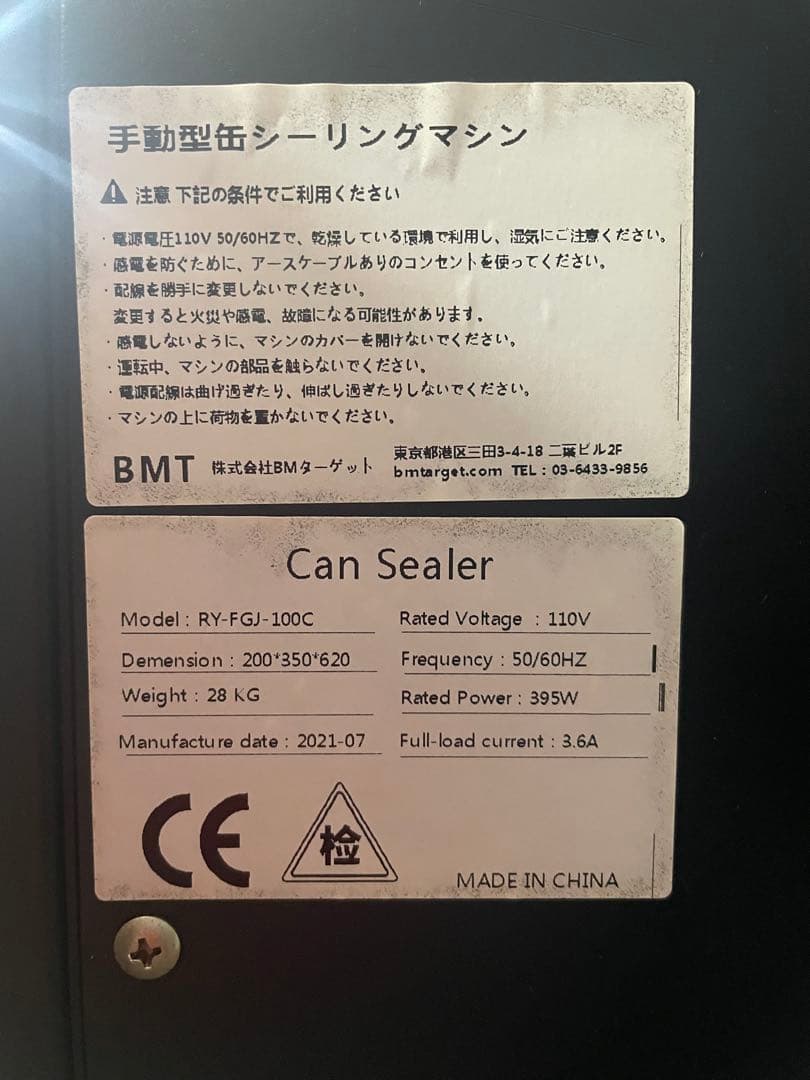 手動型缶シーリングマシン
注意 下記の条件でご利用ください
・電源電圧110V 50/60HZで、乾燥している環境で利用し、湿気にご注意ください。
・感電を防ぐために、アースケーブルありのコンセントを使ってください。
・配線を勝手に変更しないでください。
変更すると火災や感電、故障になる可能性があります。
・感電しないように、マシンのカバーを開けないでください。
・運転中、マシンの部品を触らないでください。
・電源配線は曲げ過ぎたり、伸ばし過ぎたりしないでください。
・マシンの上に荷物を置かないでください。
BMT 株式会社BMターゲット
東京都港区三田3-4-18 二葉ビル2F
bmtarget.com TEL：03-6433-9856
Can Sealer
Model : RY-FGJ-100C
Rated Voltage : 110V
Demension : 200*350*620
Frequency : 50/60HZ
Weight : 28 KG
Rated Power : 395W
Manufacture date : 2021-07
Full-load current : 3.6A
CE
检
MADE IN CHINA